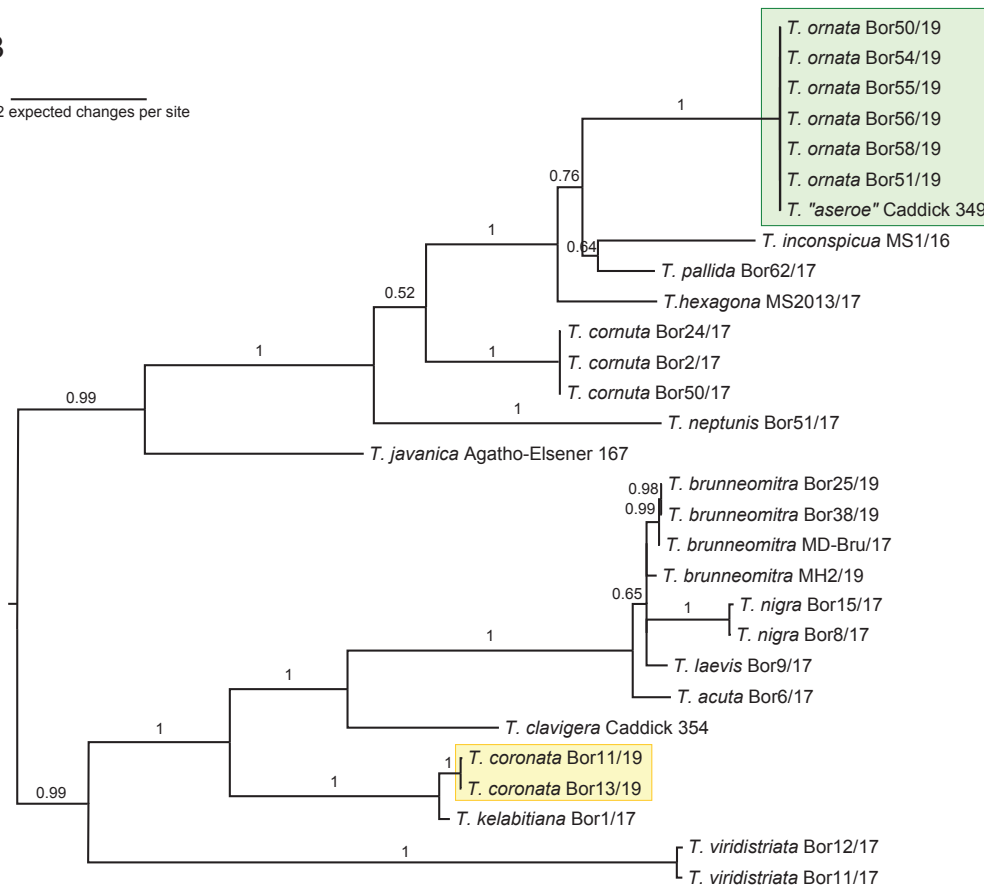 2 expected changes per site
T. ornata Bor50/19
T. ornata Bor54/19
T. ornata Bor55/19
1
T. ornata Bor56/19
T. ornata Bor58/19
0.76
T. ornata Bor51/19
T. "aseroe" Caddick 349
1
0.64
T. inconspicua MS1/16
T. pallida Bor62/17
0.52
T.hexagona MS2013/17
T. cornuta Bor24/17
1
1
T. cornuta Bor2/17
0.99
T. cornuta Bor50/17
1
T. neptunis Bor51/17
T. javanica Agatho-Elsener 167
0.98
T. brunneomitra Bor25/19
0.99
T. brunneomitra Bor38/19
T. brunneomitra MD-Bru/17
T. brunneomitra MH2/19
0.65
1
T. nigra Bor15/17
1
T. nigra Bor8/17
1
T. laevis Bor9/17
T. acuta Bor6/17
1
T. clavigera Caddick 354
1
1
T. coronata Bor11/19
0.99
T. coronata Bor13/19
T. kelabitiana Bor1/17
1
T. viridistriata Bor12/17
T. viridistriata Bor11/17